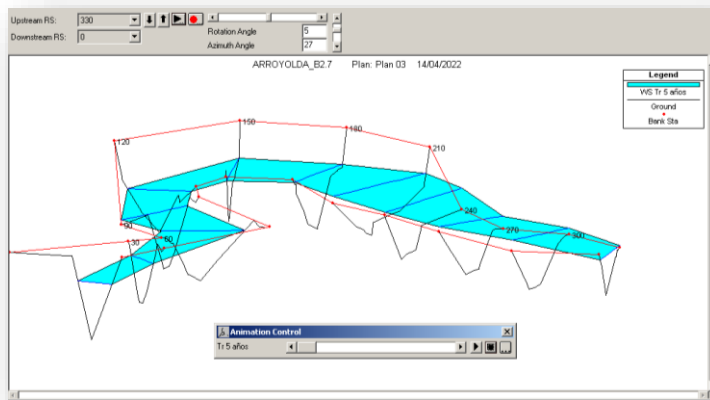 Upstream RS: 330
Downstream RS: 0
Rotation Angle 5
Azimuth Angle 27
ARROYOLDA_B2.7 Plan: Plan 03 14/04/2022
Legend
WS Tr 5 años
Ground
Bank Sta
150
180
120
210
240
90
270
300
60
30
Animation Control
Tr 5 años